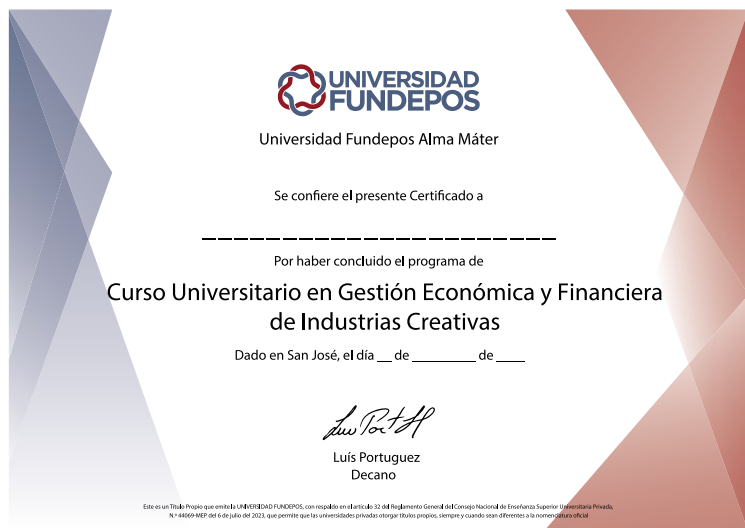 UNIVERSIDAD
FUNDEPOS
Universidad Fundepos Alma Máter
Se confiere el presente Certificado a
Por haber concluido el programa de
Curso Universitario en Gestión Económica y Financiera
de Industrias Creativas
Dado en San José, el día __ de ________ de ____
Luís Portuguez
Decano
Este es un Título Propio que emite la UNIVERSIDAD FUNDEPOS, con respaldo en el artículo 32 del Reglamento General del Consejo Nacional de Enseñanza Superior Universitaria Privada,
N.º 44069-MEP del 6 de julio del 2023, que permite que las universidades privadas otorgar títulos propios, siempre y cuando sean diferentes a la nomenclatura oficial